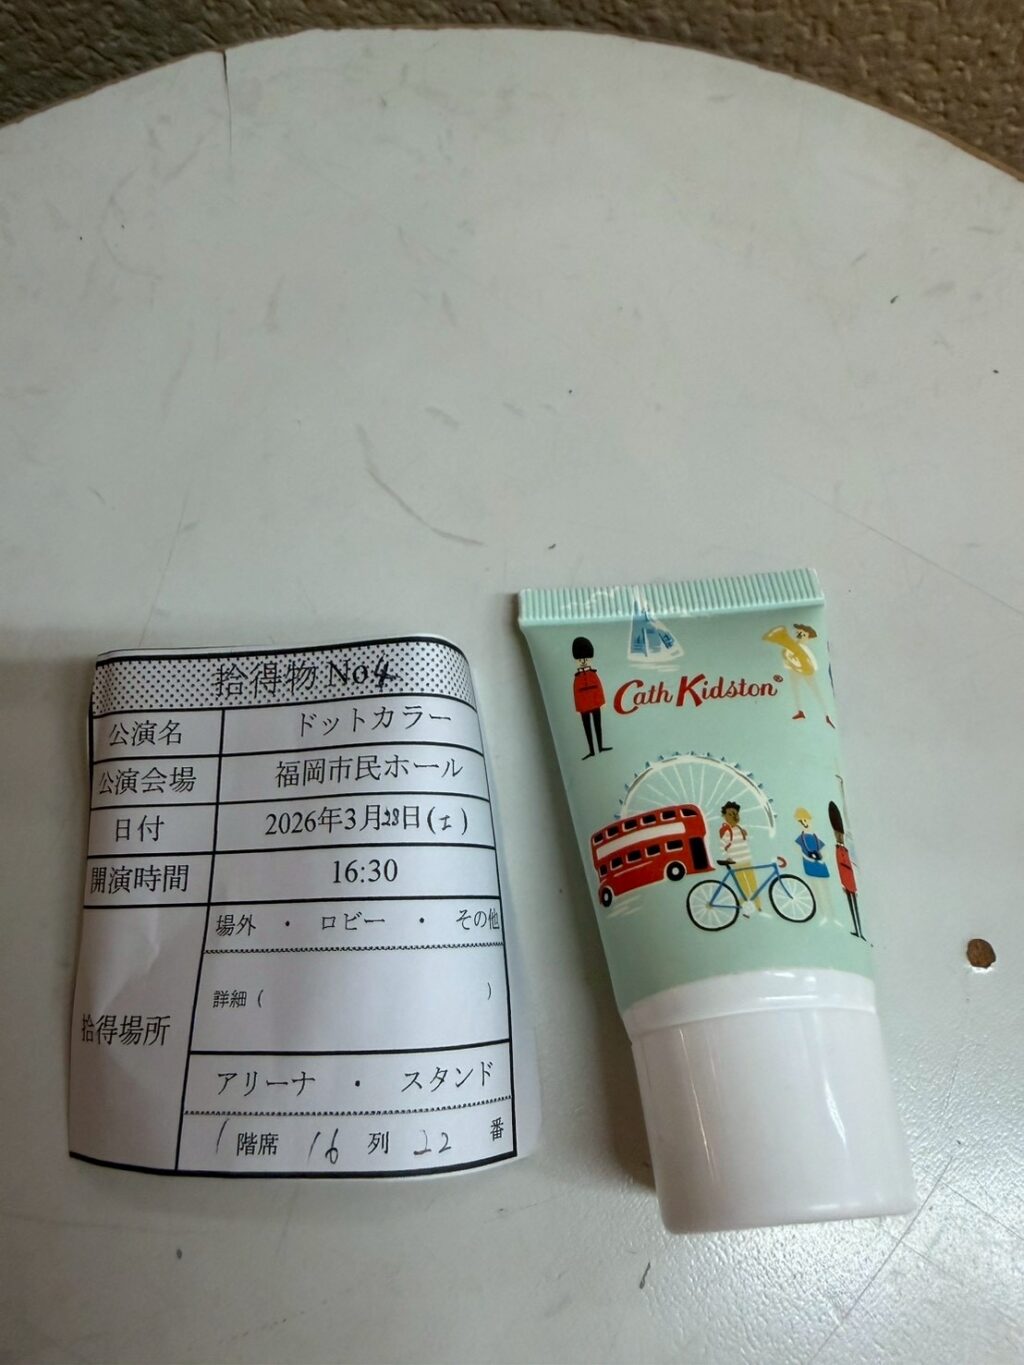 拾得物 No4
公演名 ドットカラー
公演会場 福岡市民ホール
日付 2026年3月28日(土)
開演時間 16:30
拾得場所
場外 ・ ロビー ・ その他
詳細 ( )
アリーナ ・ スタンド
1 階席 16 列 22 番
Cath Kidston®